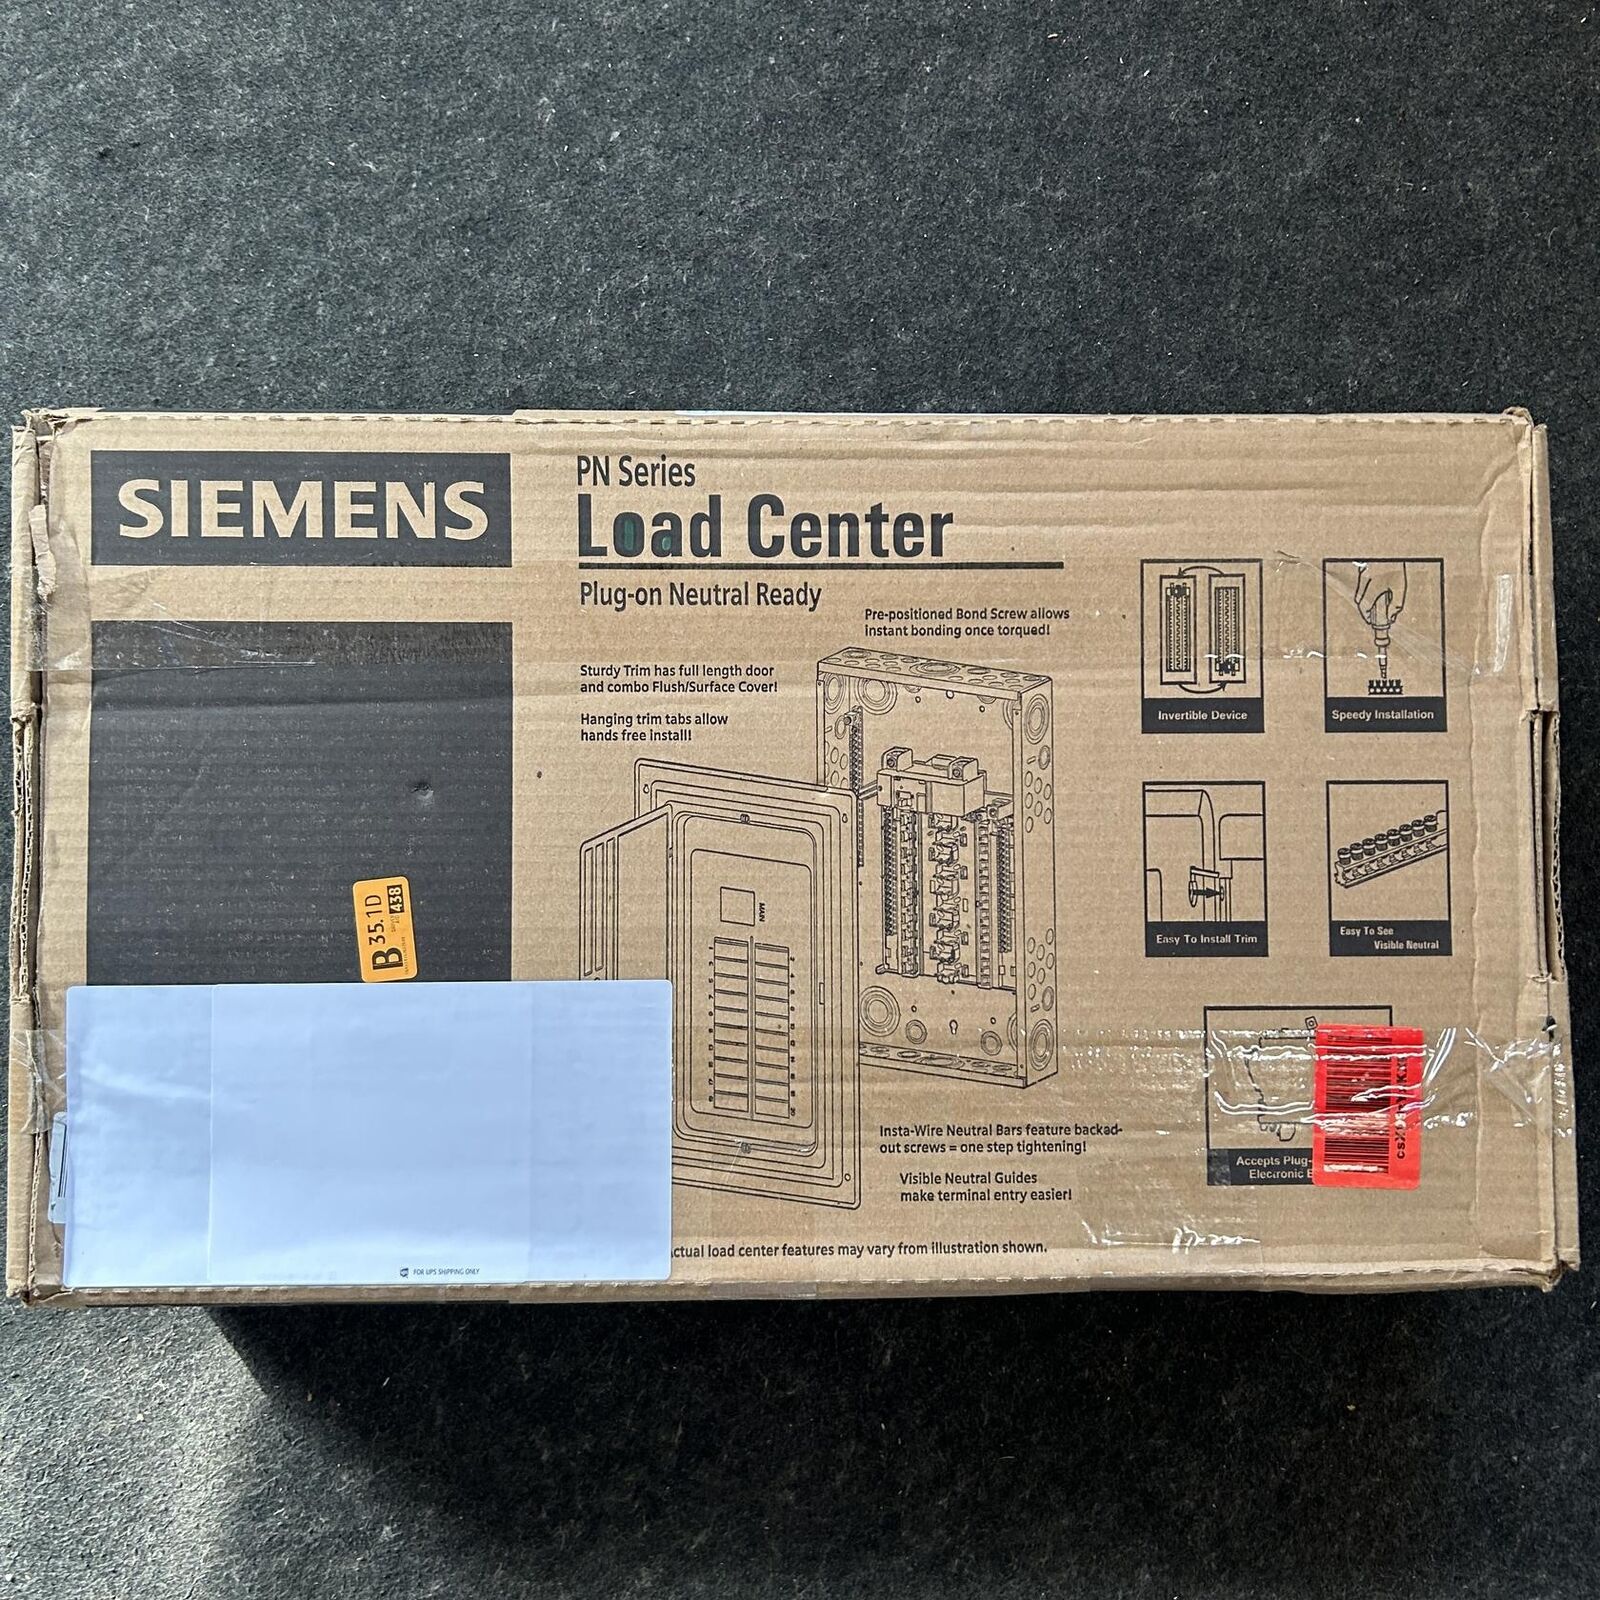 SIEMENS
PN Series
Load Center
Plug-on Neutral Ready
Pre-positioned Bond Screw allows
instant bonding once torqued!
Sturdy Trim has full length door
and combo Flush/Surface Cover!
Hanging trim tabs allow
hands free install!
Invertible Device
Speedy Installation
MAIN
Easy To Install Trim
Easy To See
Visible Neutral
B 35.1D
438
Insta-Wire Neutral Bars feature backed-
out screws = one step tightening!
Visible Neutral Guides
make terminal entry easier!
Accepts Plug-
Electronic
ctual load center features may vary from illustration shown.
FOR UPS SHIPPING ONLY